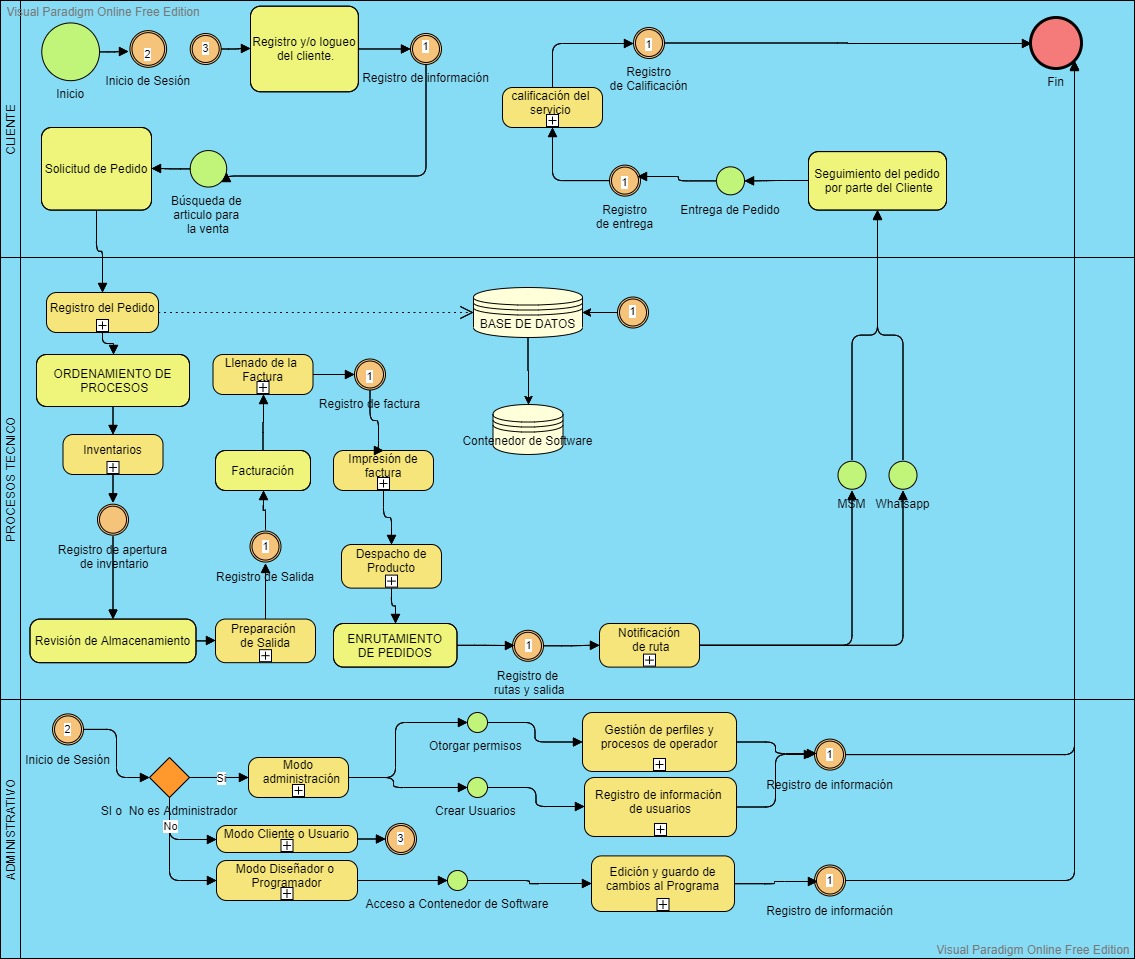 Visual Paradigm Online Free Edition
CLIENTE
Inicio
2
Inicio de Sesión
3
Registro y/o logueo
del cliente.
1
Registro de información
Solicitud de Pedido
Búsqueda de
articulo para
la venta
calificación del
servicio
1
Registro
de Calificación
Fin
1
Registro
de entrega
Entrega de Pedido
Seguimiento del pedido
por parte del Cliente
PROCESOS TECNICO
Registro del Pedido
BASE DE DATOS
1
Contenedor de Software
ORDENAMIENTO DE
PROCESOS
Inventarios
Registro de apertura
de inventario
Revisión de Almacenamiento
Preparación
de Salida
1
Registro de Salida
Facturación
Llenado de la
Factura
1
Registro de factura
Impresión de
factura
Despacho de
Producto
ENRUTAMIENTO
DE PEDIDOS
1
Registro de
rutas y salida
Notificación
de ruta
MSM
Whatsapp
ADMINISTRATIVO
2
Inicio de Sesión
SI o No es Administrador
Si
No
Modo
administración
Otorgar permisos
Crear Usuarios
Gestión de perfiles y
procesos de operador
Registro de información
de usuarios
1
Registro de información
Modo Cliente o Usuario
3
Modo Diseñador o
Programador
Acceso a Contenedor de Software
Edición y guardo de
cambios al Programa
1
Registro de información
Visual Paradigm Online Free Edition